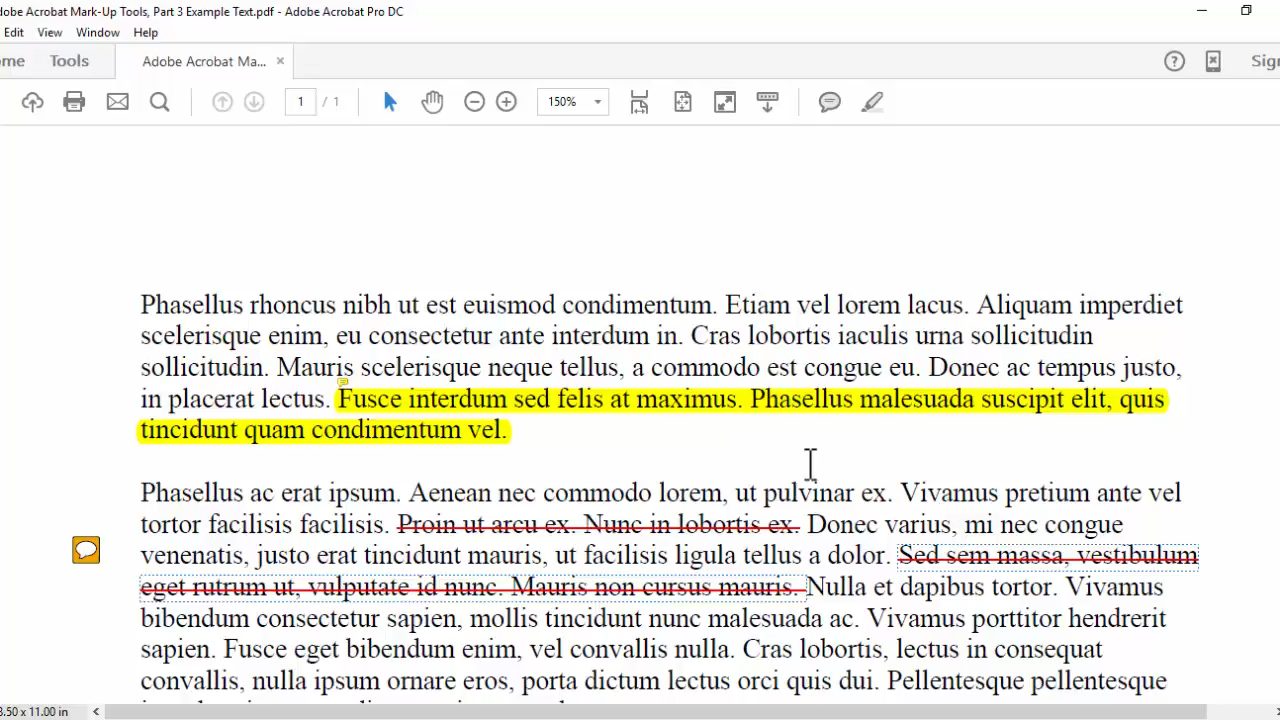 dobe Acrobat Mark-Up Tools, Part 3 Example Text.pdf - Adobe Acrobat Pro DC
Edit View Window Help
ome Tools Adobe Acrobat Ma... × ? Sign
1 / 1 150%
Phasellus rhoncus nibh ut est euismod condimentum. Etiam vel lorem lacus. Aliquam imperdiet
scelerisque enim, eu consectetur ante interdum in. Cras lobortis iaculis urna sollicitudin
sollicitudin. Mauris scelerisque neque tellus, a commodo est congue eu. Donec ac tempus justo,
in placerat lectus. Fusce interdum sed felis at maximus. Phasellus malesuada suscipit elit, quis
tincidunt quam condimentum vel.
Phasellus ac erat ipsum. Aenean nec commodo lorem, ut pulvinar ex. Vivamus pretium ante vel
tortor facilisis facilisis. Proin ut arcu ex. Nunc in lobortis ex. Donec varius, mi nec congue
venenatis, justo erat tincidunt mauris, ut facilisis ligula tellus a dolor. Sed sem massa, vestibulum
eget rutrum ut, vulputate id nunc. Mauris non cursus mauris. Nulla et dapibus tortor. Vivamus
bibendum consectetur sapien, mollis tincidunt nunc malesuada ac. Vivamus porttitor hendrerit
sapien. Fusce eget bibendum enim, vel convallis nulla. Cras lobortis, lectus in consequat
convallis, nulla ipsum ornare eros, porta dictum lectus orci quis dui. Pellentesque pellentesque
8.50 x 11.00 in